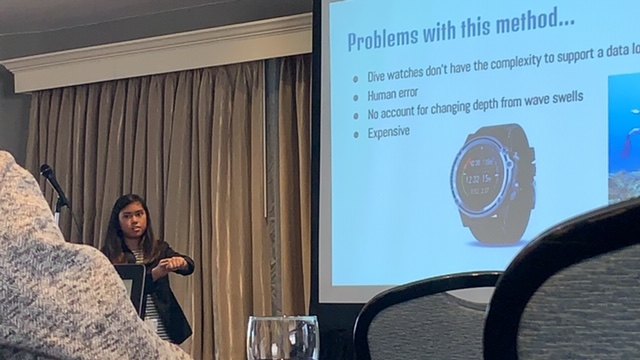 Problems with this method...
Dive watches don't have the complexity to support a data lo
Human error
No account for changing depth from wave swells
Expensive